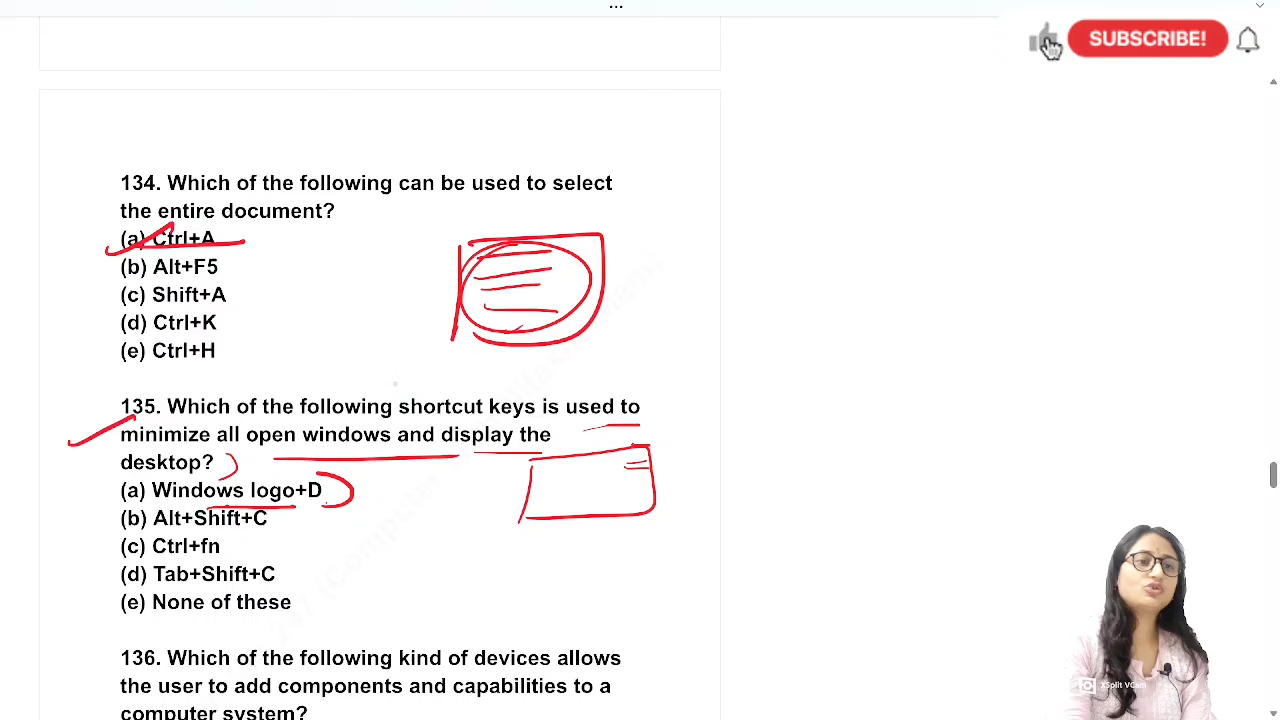 ...
SUBSCRIBE!
134. Which of the following can be used to select
the entire document?
(a) Ctrl+A
(b) Alt+F5
(c) Shift+A
(d) Ctrl+K
(e) Ctrl+H
135. Which of the following shortcut keys is used to
minimize all open windows and display the
desktop?
(a) Windows logo+D
(b) Alt+Shift+C
(c) Ctrl+fn
(d) Tab+Shift+C
(e) None of these
136. Which of the following kind of devices allows
the user to add components and capabilities to a
computer system?
XSplit VCam